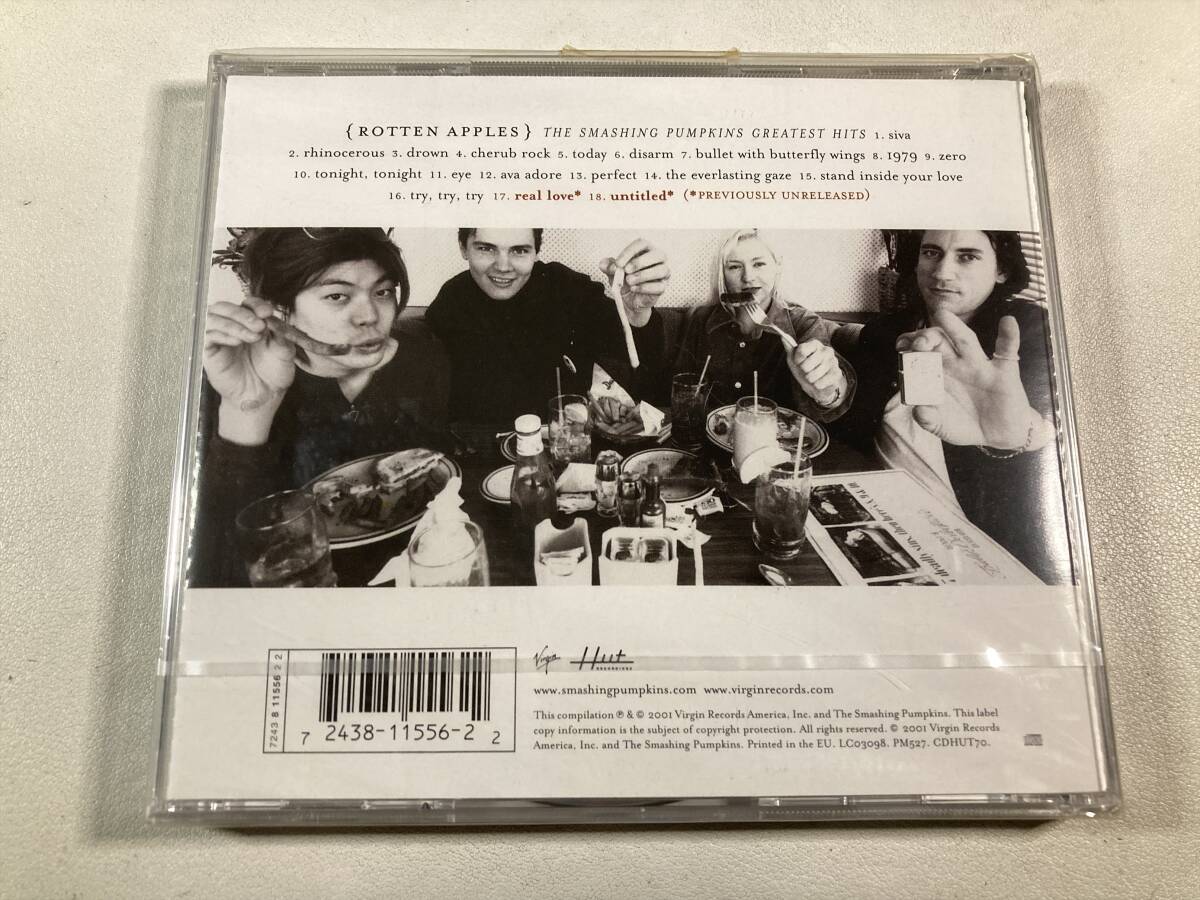 {ROTTEN APPLES} THE SMASHING PUMPKINS GREATEST HITS 1. siva
2. rhinocerous 3. drown 4. cherub rock 5. today 6. disarm 7. bullet with butterfly wings 8. 1979 9. zero
10. tonight, tonight 11. eye 12. ava adore 13. perfect 14. the everlasting gaze 15. stand inside your love
16. try, try, try 17. real love* 18. untitled* (*PREVIOUSLY UNRELEASED)
7243 8 11556 2 2
7 2438-11556-2 2
Virgin Hut
RECORDINGS
www.smashingpumpkins.com www.virginrecords.com
This compilation ℗ & © 2001 Virgin Records America, Inc. and The Smashing Pumpkins. This label
copy information is the subject of copyright protection. All rights reserved. © 2001 Virgin Records
America, Inc. and The Smashing Pumpkins. Printed in the EU. LC03098. PM527. CDHUT70.